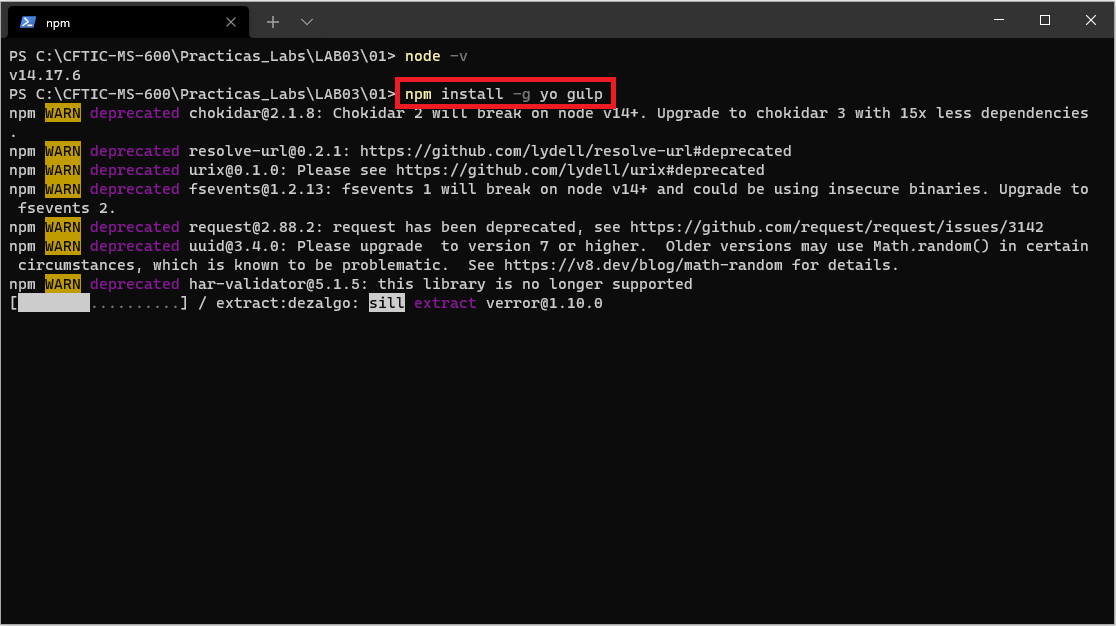 npm
PS C:\CFTIC-MS-600\Practicas_Labs\LAB03\01> node -v
v14.17.6
PS C:\CFTIC-MS-600\Practicas_Labs\LAB03\01> npm install -g yo gulp
npm WARN deprecated chokidar@2.1.8: Chokidar 2 will break on node v14+. Upgrade to chokidar 3 with 15x less dependencies
.
npm WARN deprecated resolve-url@0.2.1: https://github.com/lydell/resolve-url#deprecated
npm WARN deprecated urix@0.1.0: Please see https://github.com/lydell/urix#deprecated
npm WARN deprecated fsevents@1.2.13: fsevents 1 will break on node v14+ and could be using insecure binaries. Upgrade to
 fsevents 2.
npm WARN deprecated request@2.88.2: request has been deprecated, see https://github.com/request/request/issues/3142
npm WARN deprecated uuid@3.4.0: Please upgrade  to version 7 or higher.  Older versions may use Math.random() in certain
 circumstances, which is known to be problematic.  See https://v8.dev/blog/math-random for details.
npm WARN deprecated har-validator@5.1.5: this library is no longer supported
[        ..........] / extract:dezalgo: sill extract verror@1.10.0